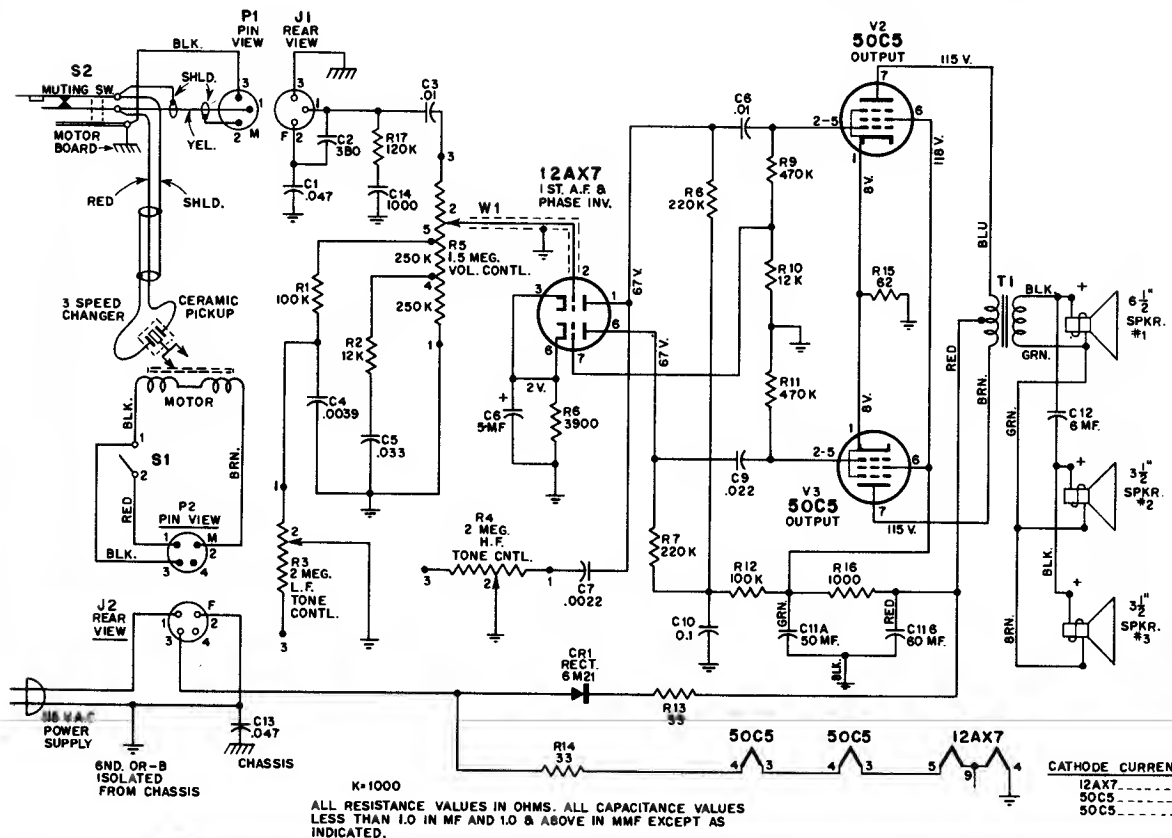 P1
PIN
VIEW
J1
REAR
VIEW
BLK.
S2
MUTING SW.
SHLD.
3
1
2
M
YEL.
MOTOR
BOARD
RED
SHLD.
3 SPEED
CHANGER
CERAMIC
PICKUP
MOTOR
BLK.
1
S1
2
RED
BRN.
P2
PIN VIEW
1
M
2
BLK.
3
4
J2
REAR
VIEW
1
F
2
3
4
POWER
SUPPLY
GND. OR-B
ISOLATED
FROM CHASSIS
C13
.047
CHASSIS
3
1
F
2
C2
380
C1
.047
R17
120K
C14
1000
C3
.01
3
2
W1
5
R5
1.5 MEG.
VOL. CONTL.
250K
4
250K
1
R1
100K
R2
12K
C4
.0039
C5
.033
1
2
R3
2 MEG.
L.F.
TONE
CONTL.
3
12AX7
1 ST. A.F. &
PHASE INV.
2
3
1
6
6
7
2 V.
+
C6
5MF
R6
3900
R4
2 MEG.
H.F.
TONE CNTL.
3
2
1
C7
.0022
67 V.
67 V.
C6
.01
R6
220K
R9
470K
R10
12K
R11
470K
C9
.022
R7
220K
V2
50C5
OUTPUT
7
115 V.
2-5
6
1
118 V.
8 V.
R15
62
8 V.
1
2-5
6
V3
50C5
OUTPUT
7
115 V.
R12
100K
R16
1000
C10
0.1
GRN.
C11A
50 MF.
RED
C11B
60 MF.
BLK.
CR1
RECT.
6M21
R13
33
BLU
T1
RED
BRN.
BLK.
GRN.
+
6 1/2"
SPKR.
#1
GRN.
C12
6 MF.
+
3 1/2"
SPKR.
#2
BLK.
BRN.
+
3 1/2"
SPKR.
#3
R14
33
50C5
4
3
50C5
4
3
12AX7
5
9
4
CATHODE CURREN
12AX7
50C5
50C5
K=1000
ALL RESISTANCE VALUES IN OHMS. ALL CAPACITANCE VALUES
LESS THAN 1.0 IN MF AND 1.0 & ABOVE IN MMF EXCEPT AS
INDICATED.